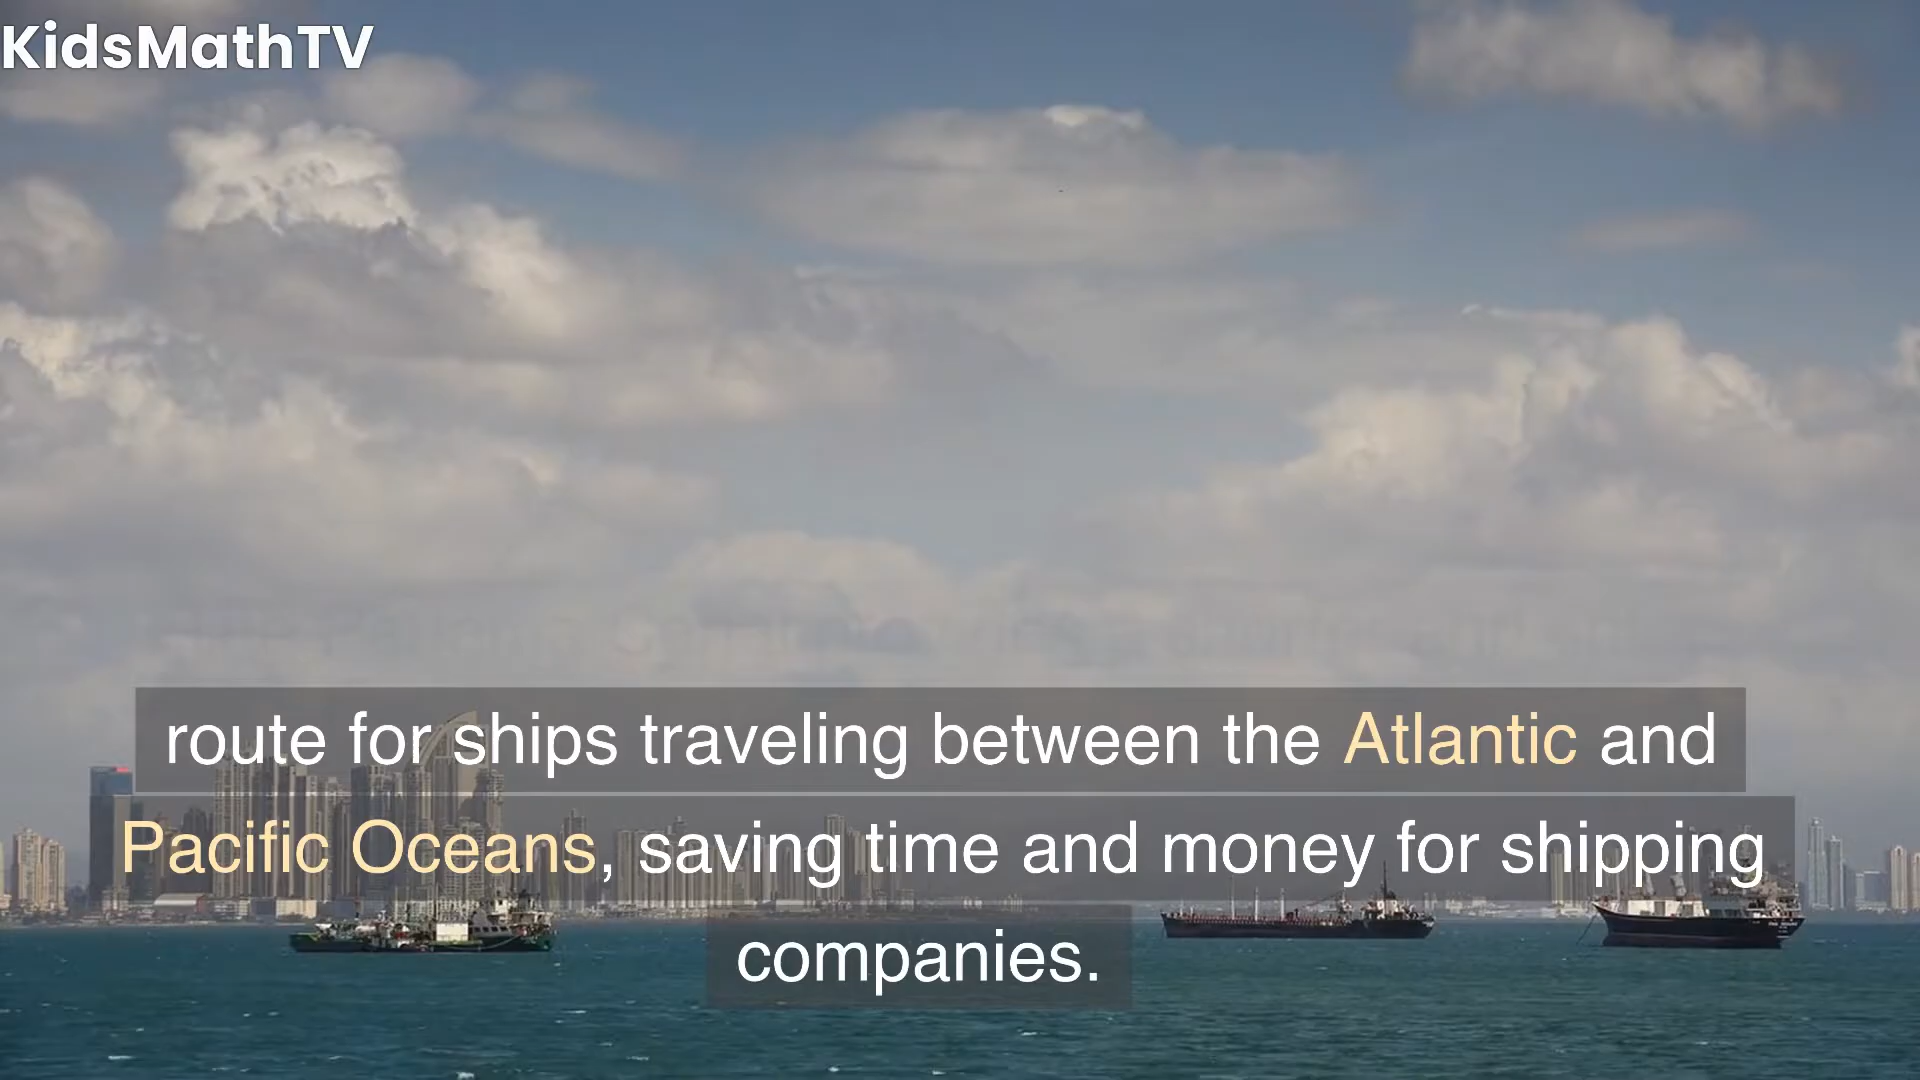 KidsMathTV
route for ships traveling between the Atlantic and
Pacific Oceans, saving time and money for shipping
companies.